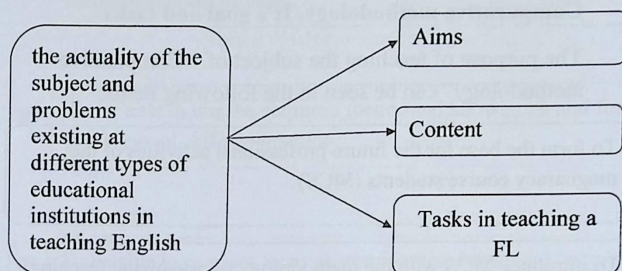 the actuality of the
subject and
problems
existing at
different types of
educational
institutions in
teaching English
Aims
Content
Tasks in teaching a
FL